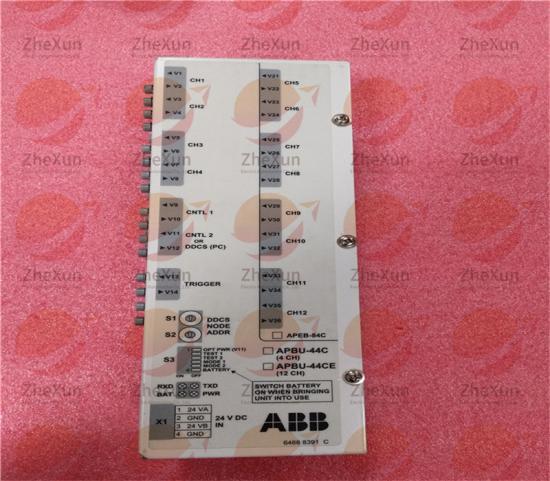 ZheXun
V1
CH1
V2
V3
CH2
V4
V5
CH3
V6
V7
CH4
V8
V9
CNTL 1
V10
V11
CNTL 2
OR
V12
DDCS (PC)
V13
TRIGGER
V14
V21
CH5
V22
V23
CH6
V24
V25
CH7
V26
V27
CH8
V28
V29
CH9
V30
V31
CH10
V32
V33
CH11
V34
V35
CH12
V36
APEB-84C
S1
S2
DDCS
NODE
ADDR
S3
OPT PWR (V11)
TEST 1
TEST 2
MODE 1
MODE 2
BATTERY
ON OFF
APBU-44C
(4 CH)
APBU-44CE
(12 CH)
RXD TXD
BAT PWR
SWITCH BATTERY
ON WHEN BRINGING
UNIT INTO USE
X1
1 24 VA
2 GND
3 24 VB
4 GND
24 V DC
IN
ABB
6468 8391 C